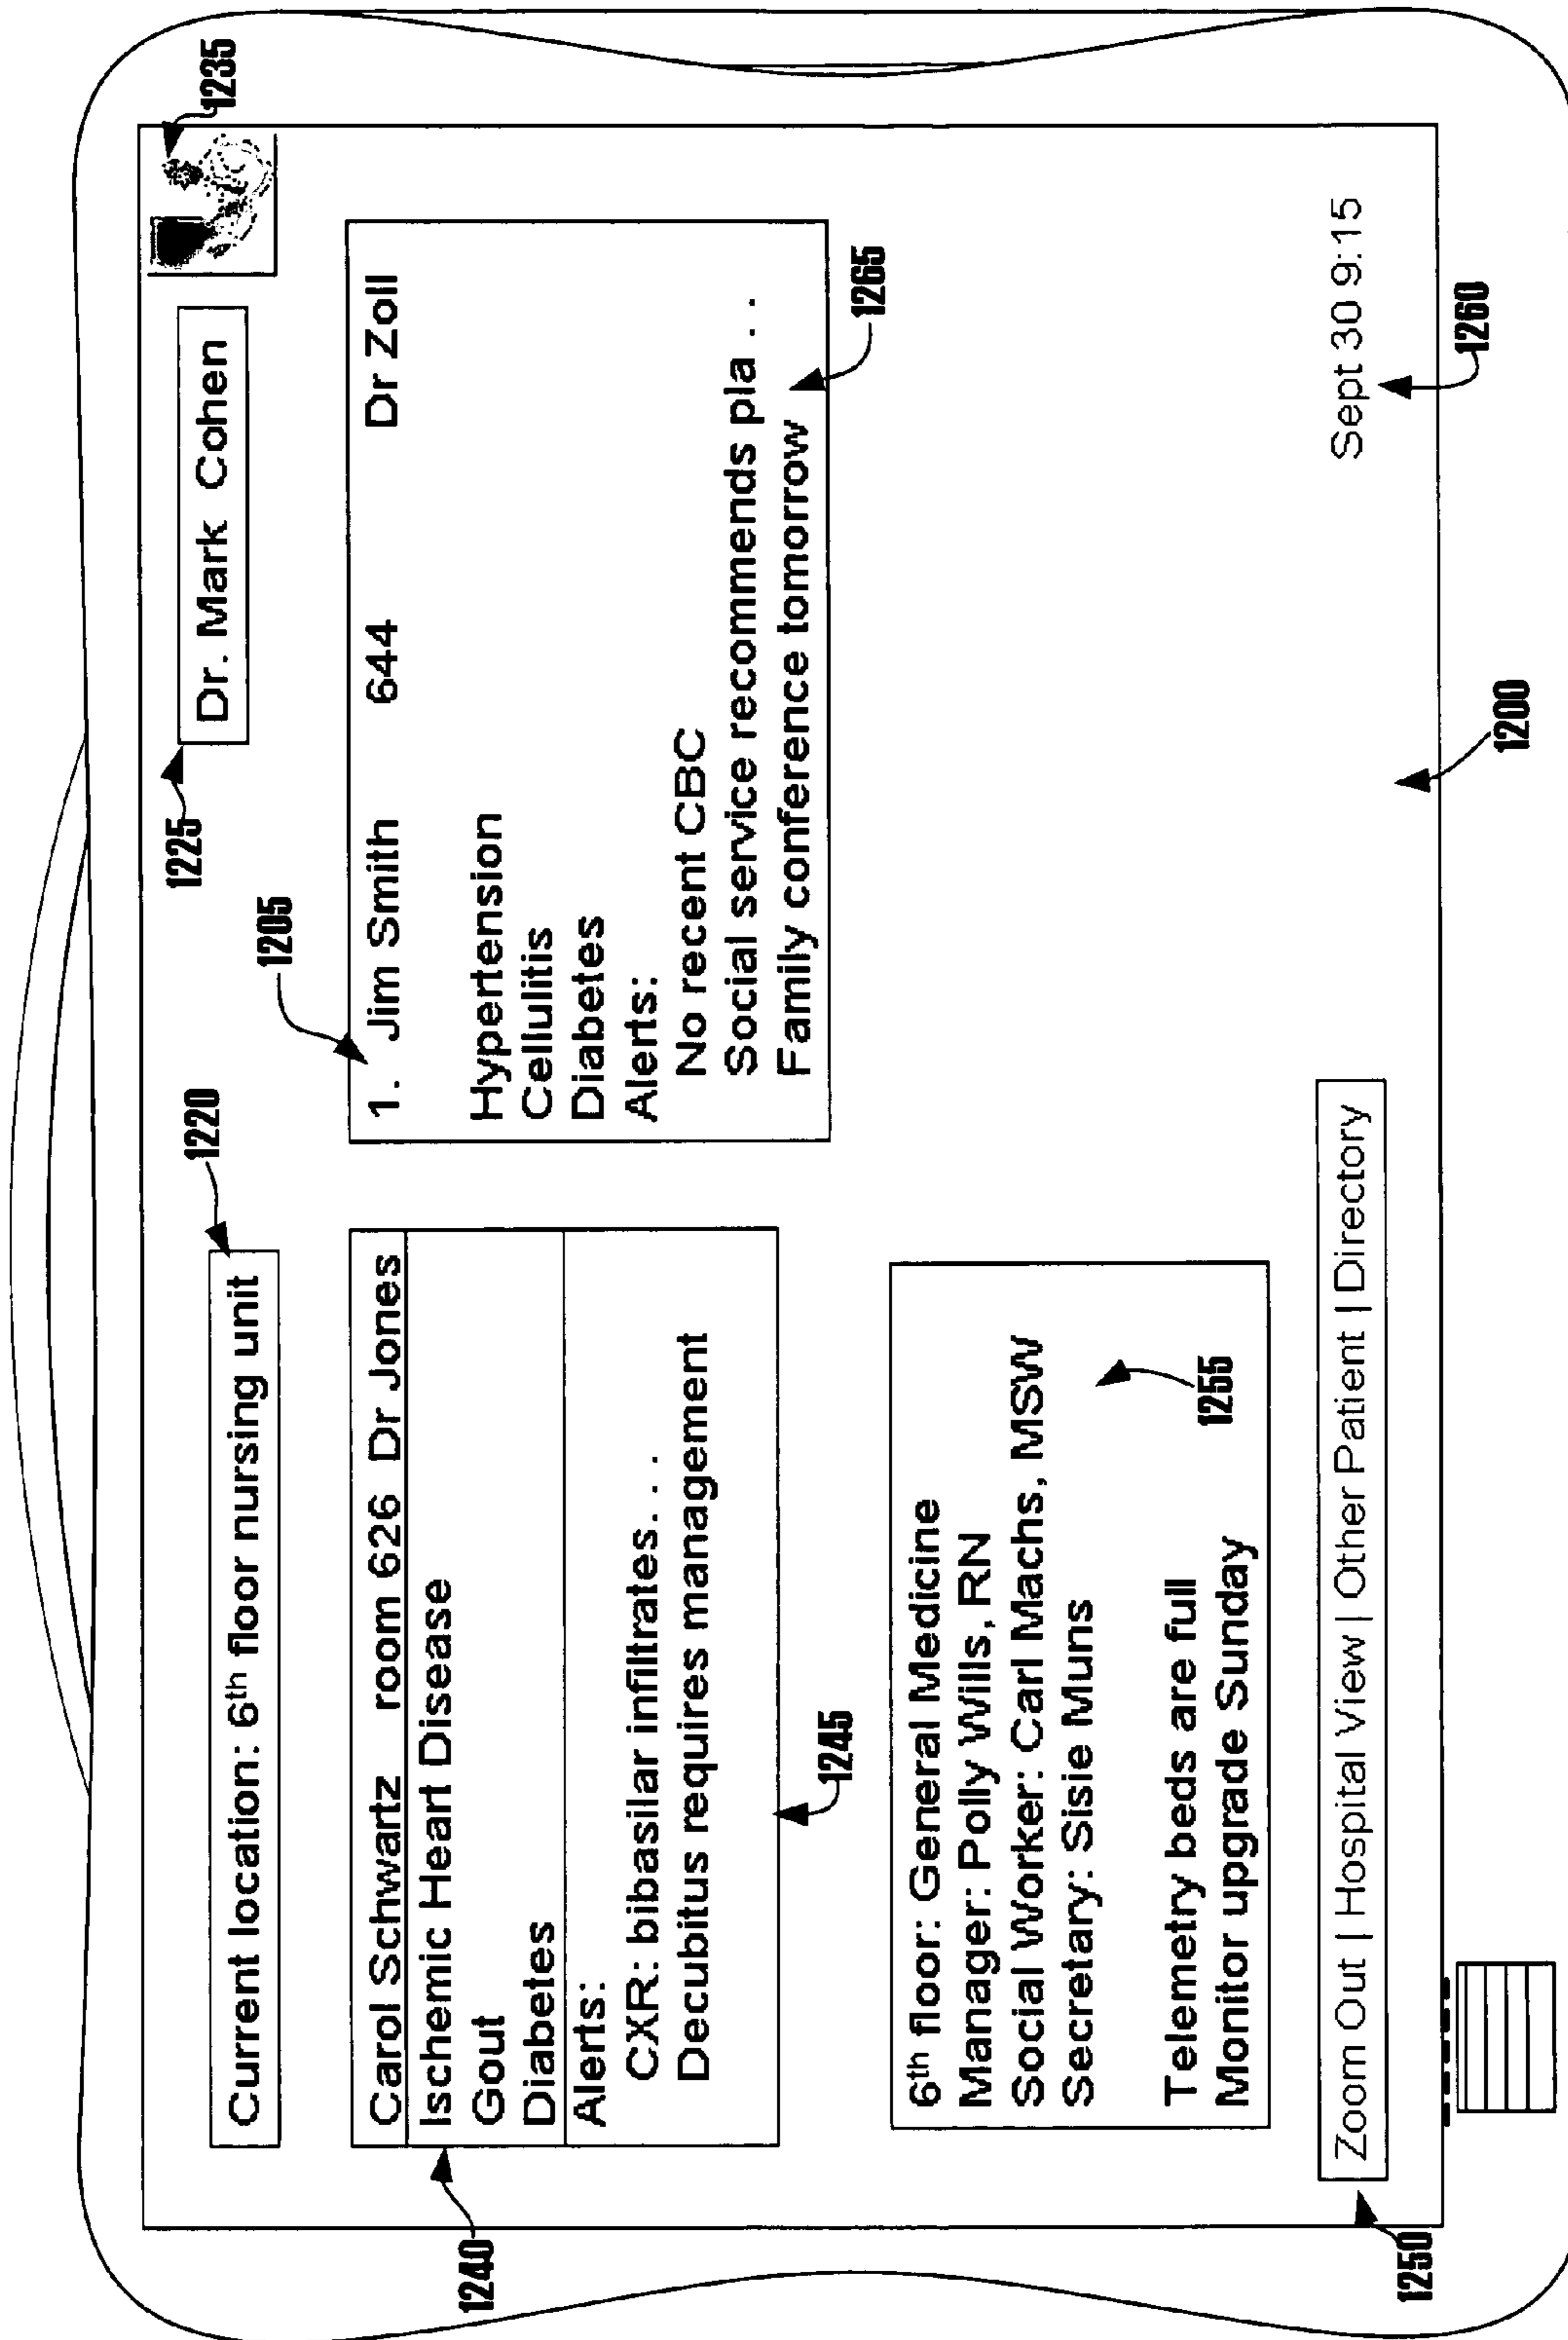 1235
Dr. Mark Cohen
1225
Current location: 6th floor nursing unit
1220
1205
Carol Schwartz room 626 Dr Jones
Ischemic Heart Disease
Gout
Diabetes
Alerts:
CXR: bibasilar infiltrates. . .
Decubitus requires management
1240
1245
1. Jim Smith 644 Dr Zoll
Hypertension
Cellulitis
Diabetes
Alerts:
No recent CBC
Social service recommends pla . .
Family conference tomorrow
1265
6th floor: General Medicine
Manager: Polly Wills, RN
Social Worker: Carl Machs, MSW
Secretary: Sisie Muns
Telemetry beds are full
Monitor upgrade Sunday
1255
Zoom Out | Hospital View | Other Patient | Directory
1250
Sept 30 9:15
1260
1200